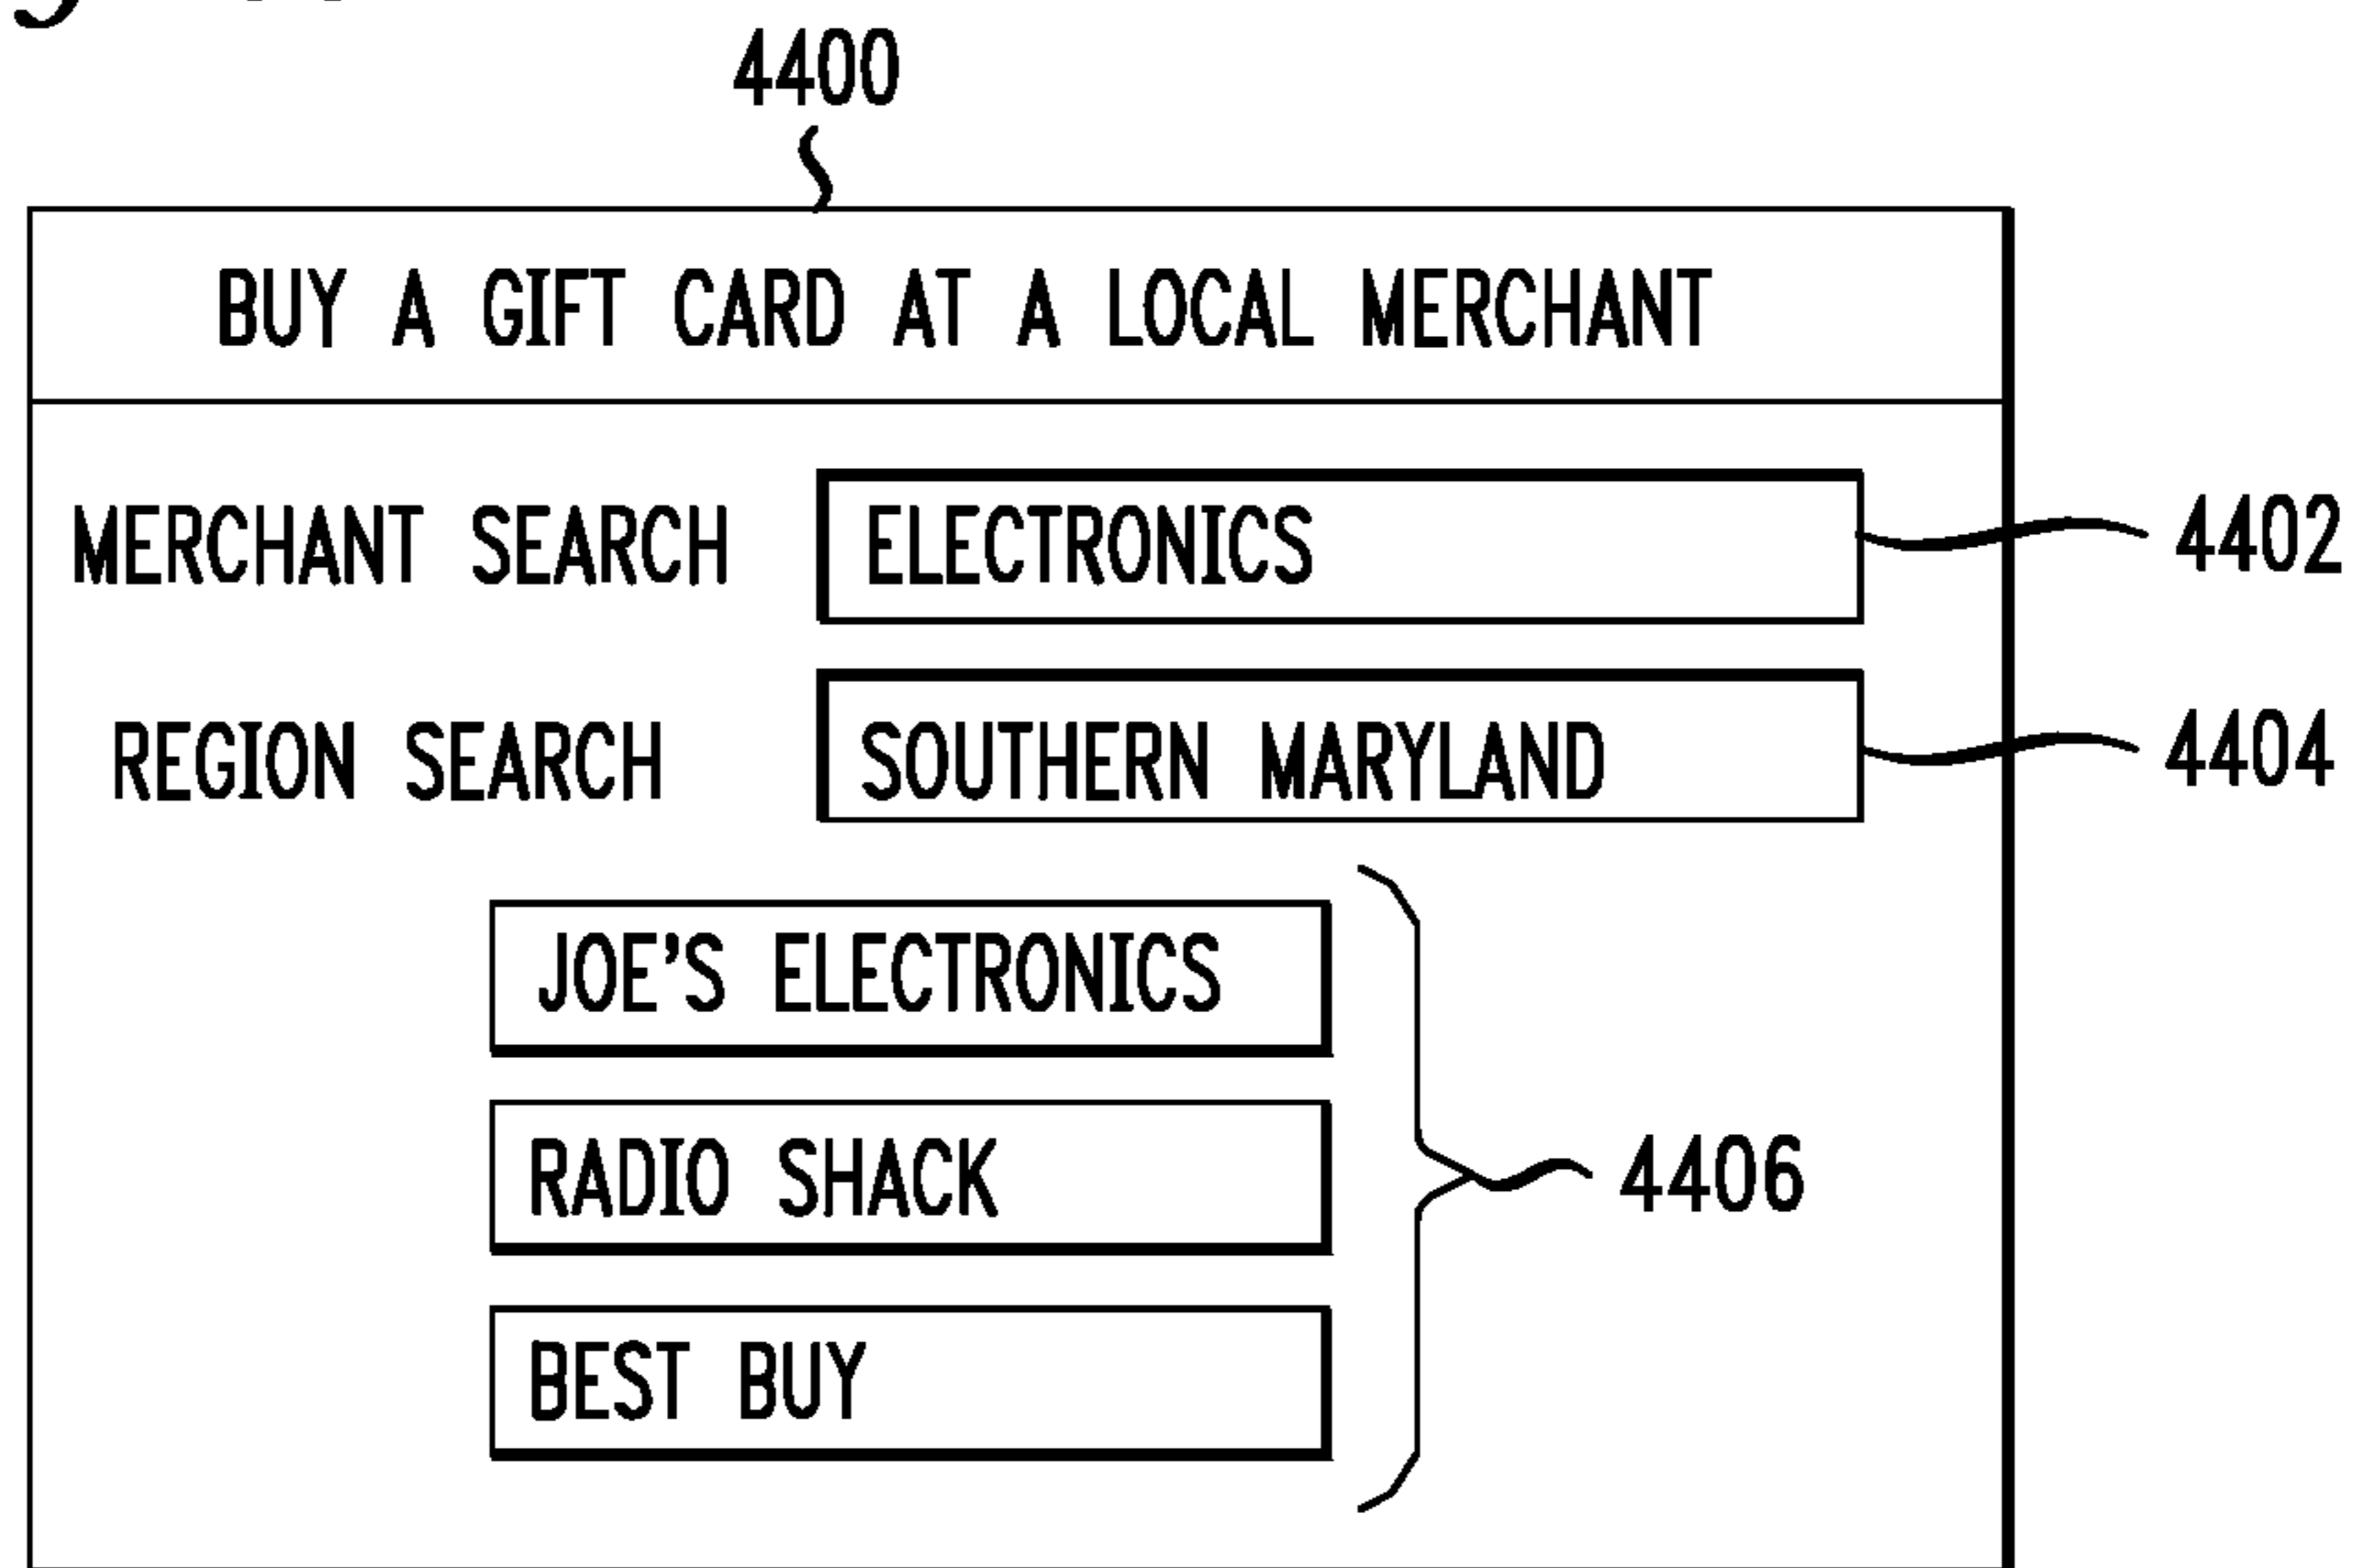 4400
BUY A GIFT CARD AT A LOCAL MERCHANT
MERCHANT SEARCH ELECTRONICS 4402
REGION SEARCH SOUTHERN MARYLAND 4404
JOE'S ELECTRONICS
RADIO SHACK 4406
BEST BUY